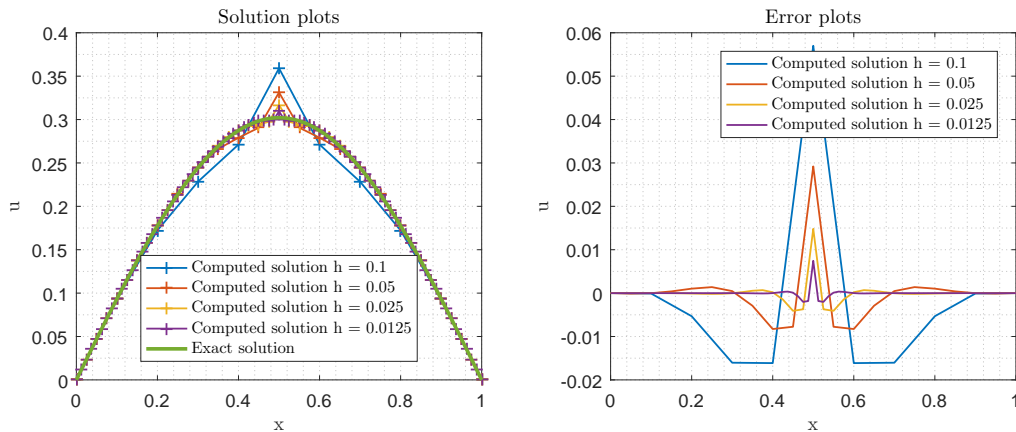 Solution plots
0.4
0.35
0.3
0.25
0.2
0.15
0.1
0.05
0
u
Computed solution h = 0.1
Computed solution h = 0.05
Computed solution h = 0.025
Computed solution h = 0.0125
Exact solution
0 0.2 0.4 0.6 0.8 1
x
Error plots
0.06
0.05
0.04
0.03
0.02
0.01
0
-0.01
-0.02
u
Computed solution h = 0.1
Computed solution h = 0.05
Computed solution h = 0.025
Computed solution h = 0.0125
0 0.2 0.4 0.6 0.8 1
x